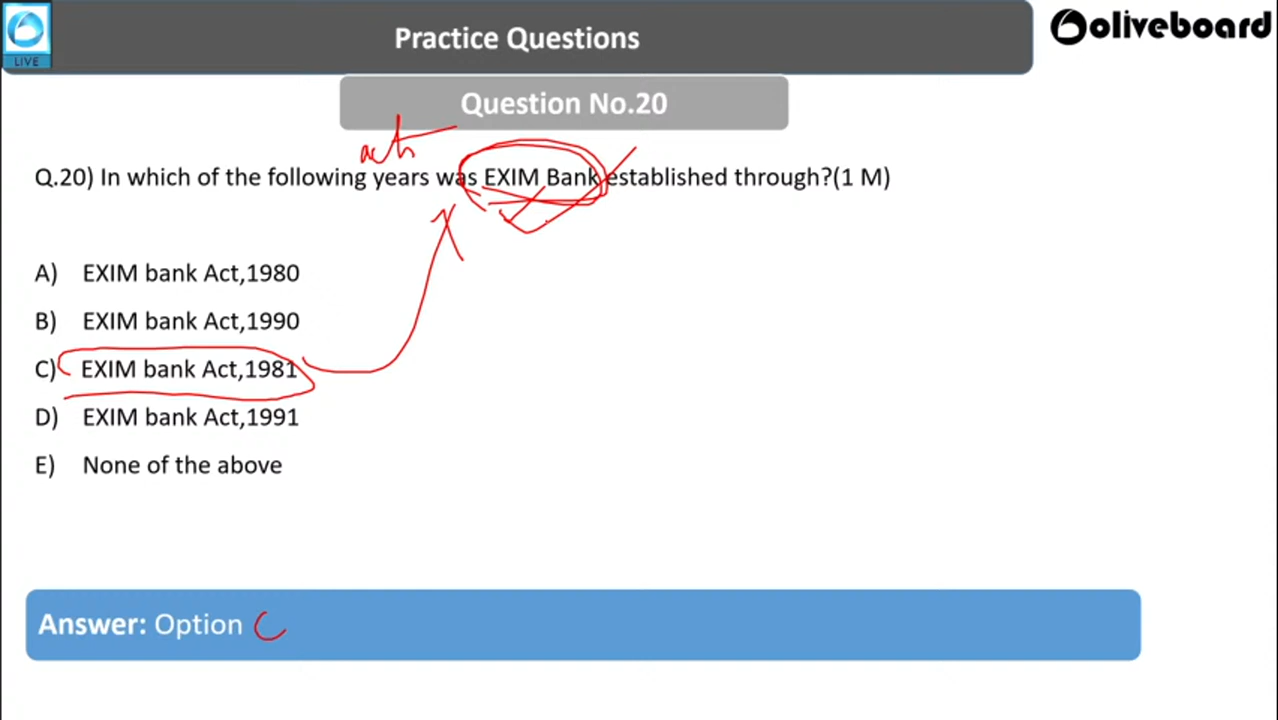 Practice Questions
oliveboard
LIVE
Question No.20
act
Q.20) In which of the following years was EXIM Bank established through?(1 M)
A) EXIM bank Act,1980
B) EXIM bank Act,1990
C) EXIM bank Act,1981
D) EXIM bank Act,1991
E) None of the above
Answer: Option C